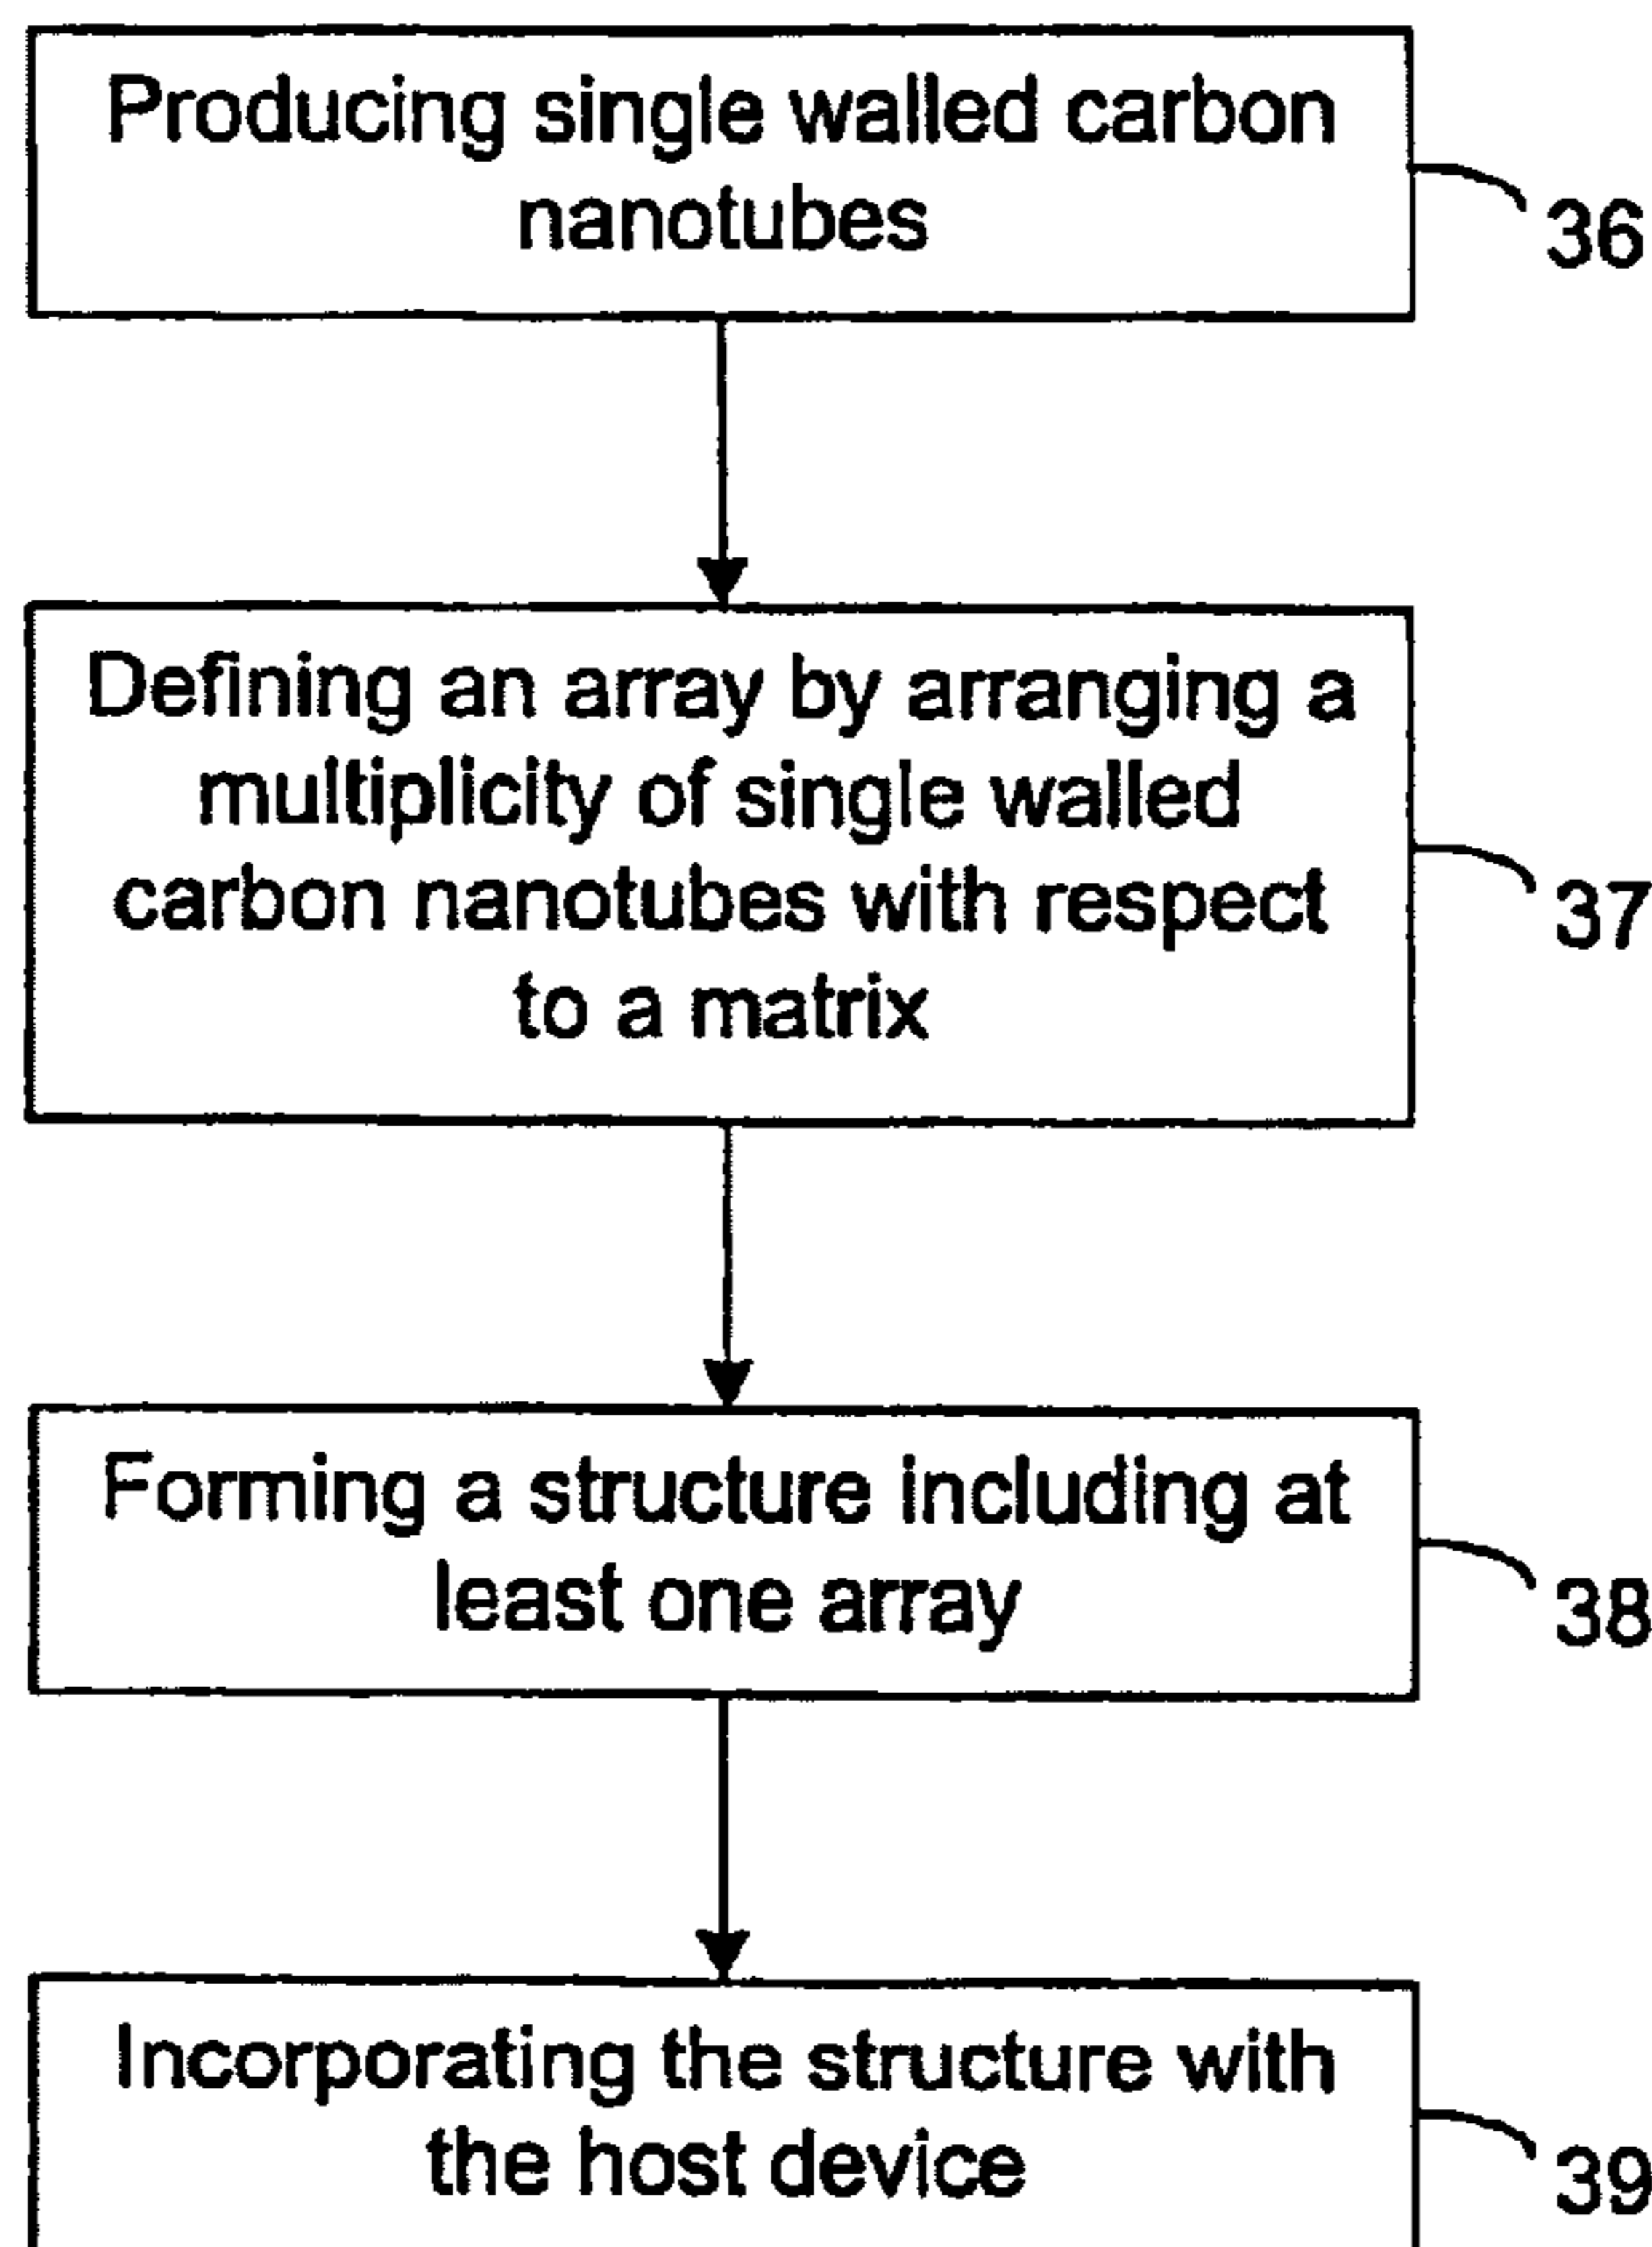 Producing single walled carbon
nanotubes
36
Defining an array by arranging a
multiplicity of single walled
carbon nanotubes with respect
to a matrix
37
Forming a structure including at
least one array
38
Incorporating the structure with
the host device
39